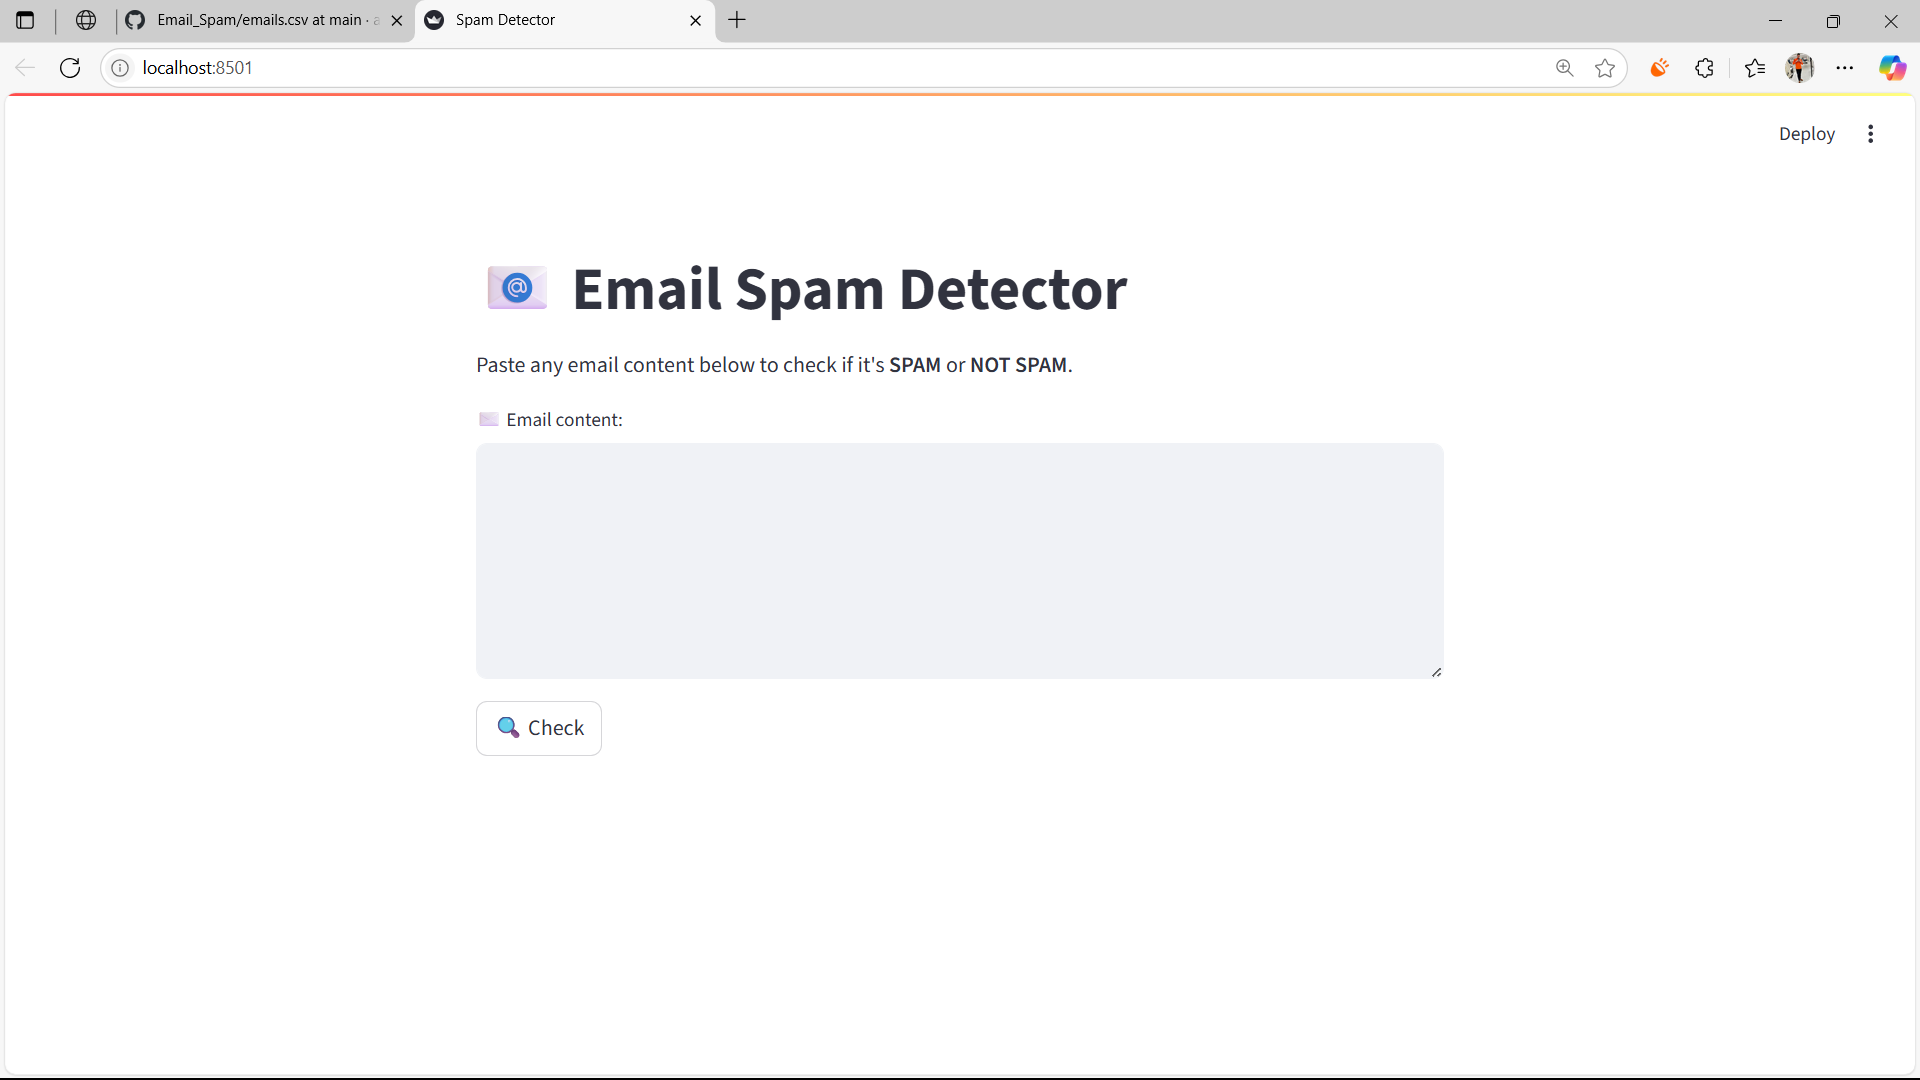 Email_Spam/emails.csv at main ·
Spam Detector
localhost:8501
Deploy
Email Spam Detector
Paste any email content below to check if it's SPAM or NOT SPAM.
Email content:
Check